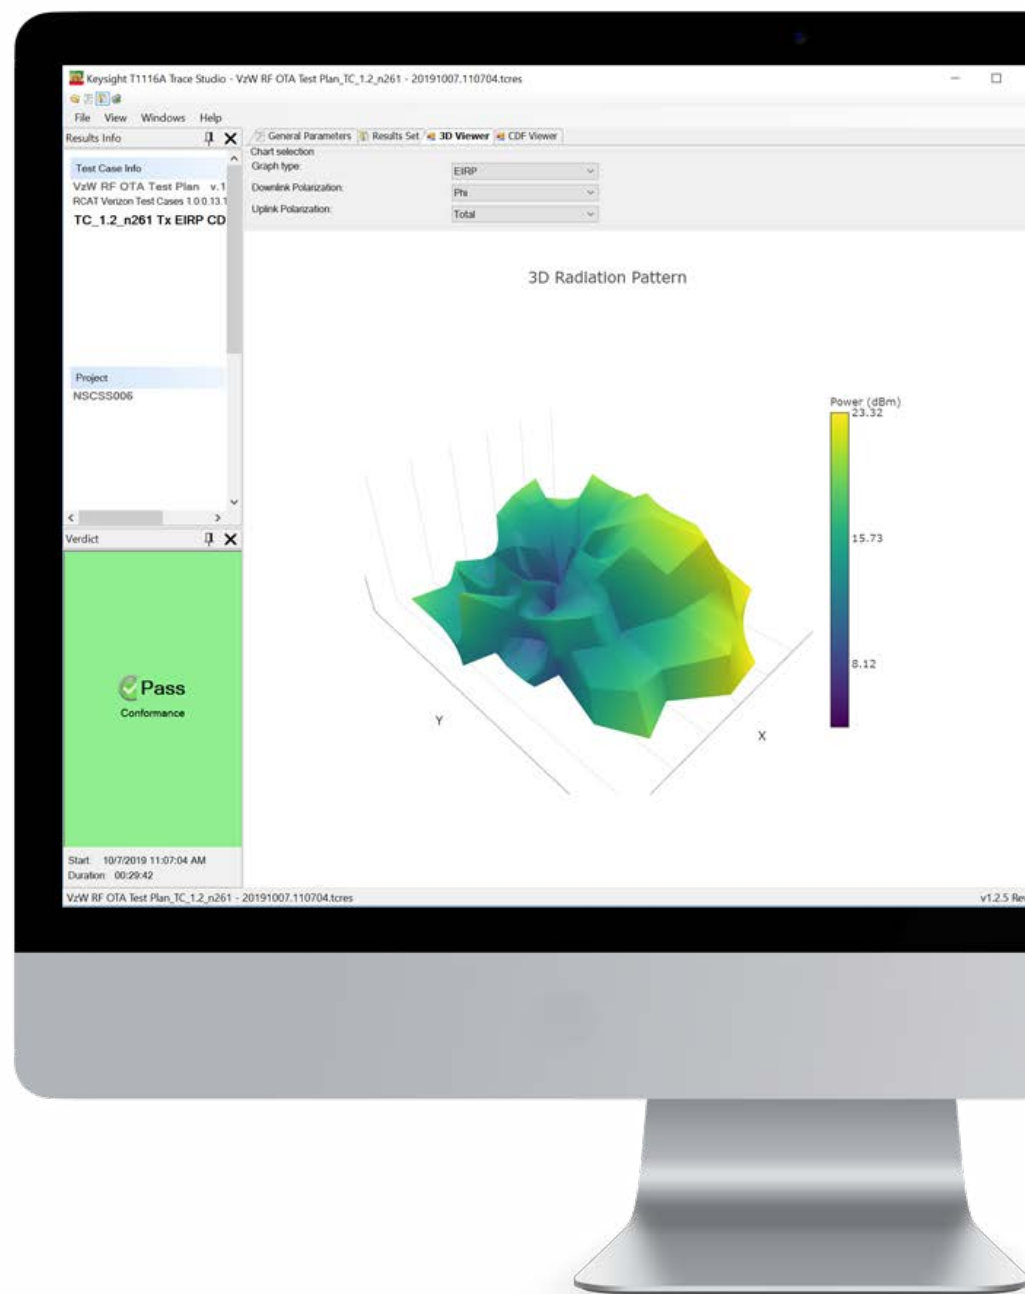 Keysight T1116A Trace Studio - VzW RF OTA Test Plan_TC_1.2_n261 - 20191007.110704.tcres
File View Windows Help
Results Info
General Parameters Results Set 3D Viewer CDF Viewer
Chart selection
Graph type: EIRP
Downlink Polarization: Phi
Uplink Polarization: Total
Test Case Info
VzW RF OTA Test Plan v.1
RCAT Verizon Test Cases 1.0.0.13.1
TC_1.2_n261 Tx EIRP CD
Project
NSCSS006
Verdict
Pass
Conformance
Start: 10/7/2019 11:07:04 AM
Duration: 00:29:42
3D Radiation Pattern
Power (dBm)
23.32
15.73
8.12
Y
X
VzW RF OTA Test Plan_TC_1.2_n261 - 20191007.110704.tcres
v1.2.5 Rev